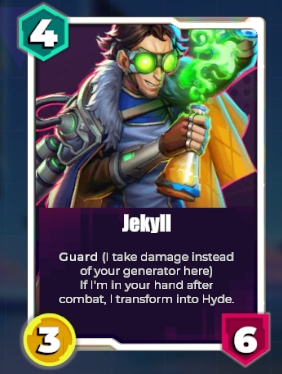 4
Jekyll
Guard (I take damage instead
of your generator here)
If I'm in your hand after
combat, I transform into Hyde.
3
6